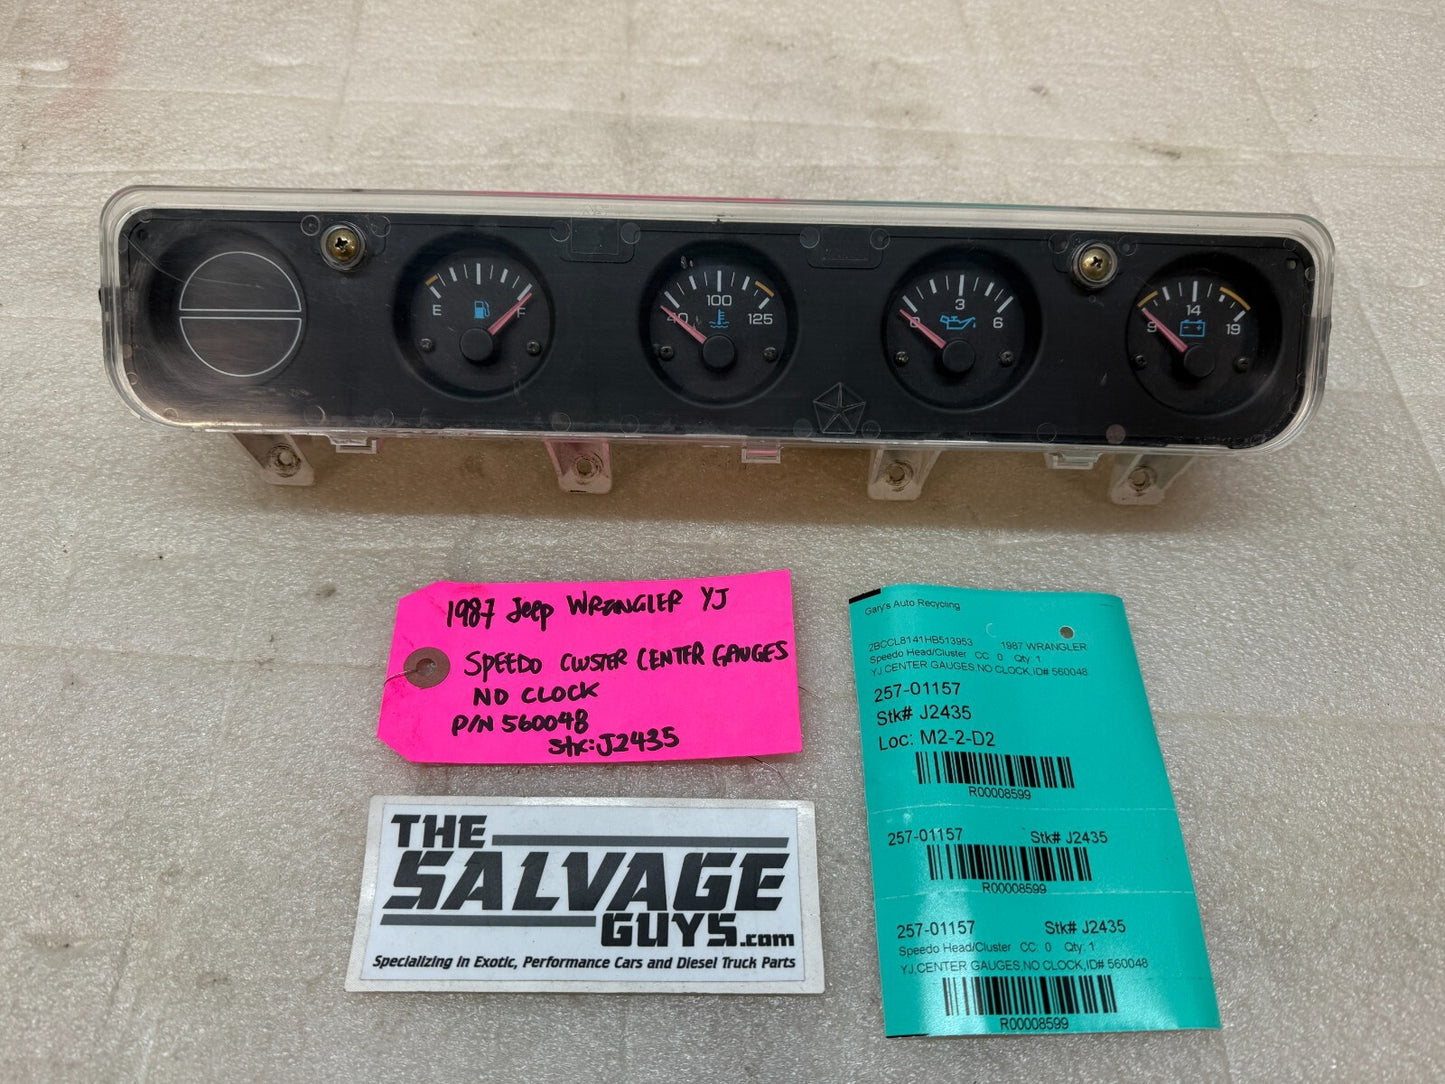 E F
40 100 125
0 3 6
9 14 19
1987 Jeep WRANGLER YJ
SPEEDO CLUSTER CENTER GAUGES
NO CLOCK
P/N 560048
Stk: J2435
THE
SALVAGE
GUYS.com
Specializing in Exotic, Performance Cars and Diesel Truck Parts
Gary's Auto Recycling
2BCCL8141HB513953 1987 WRANGLER
Speedo Head/Cluster CC 0 Qty 1
YJ,CENTER GAUGES,NO CLOCK,ID# 560048
257-01157
Stk# J2435
Loc: M2-2-D2
R00008599
257-01157 Stk# J2435
R00008599
257-01157 Stk# J2435
Speedo Head/Cluster CC 0 Qty. 1
YJ,CENTER GAUGES,NO CLOCK,ID# 560048
R00008599